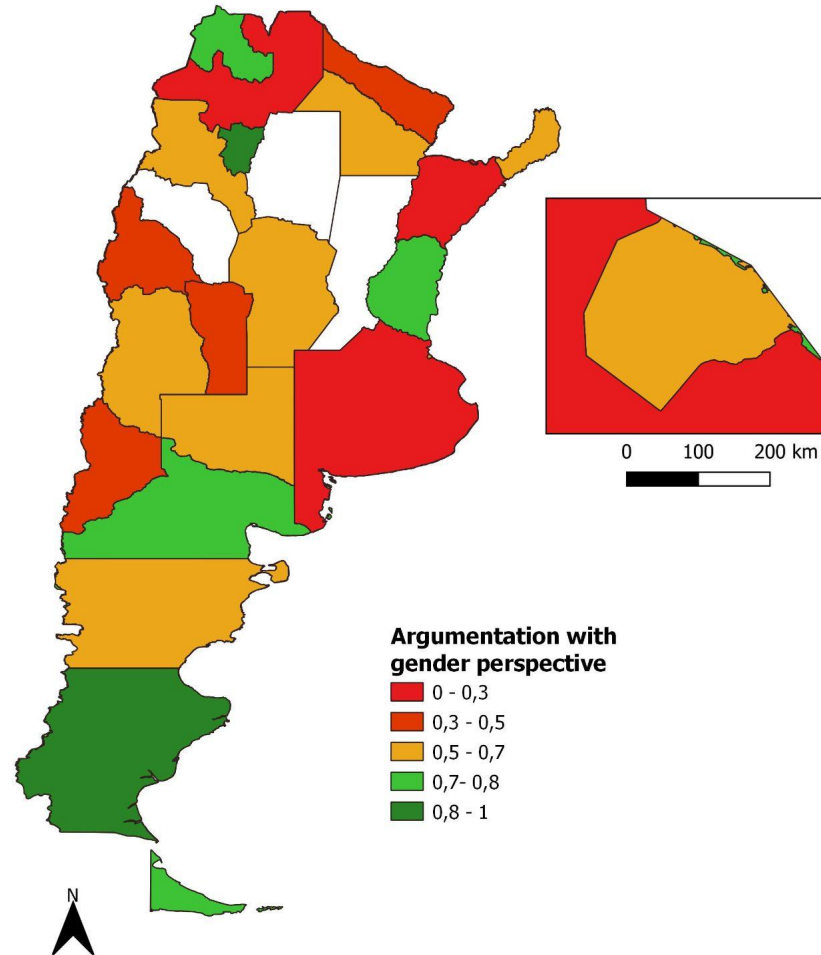 0 100 200 km
Argumentation with
gender perspective
0 - 0,3
0,3 - 0,5
0,5 - 0,7
0,7- 0,8
0,8 - 1
N